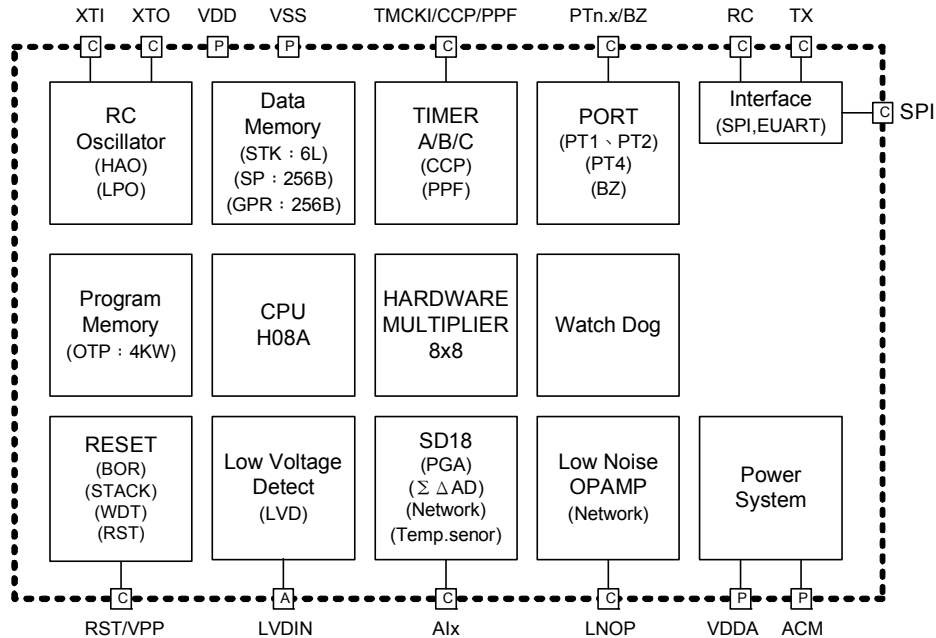 XTI XTO VDD VSS TMCKI/CCP/PPF PTn.x/BZ RC TX
C C P P C C C C
RC
Oscillator
(HAO)
(LPO)
Data
Memory
(STK：6L)
(SP：256B)
(GPR：256B)
TIMER
A/B/C
(CCP)
(PPF)
PORT
(PT1、PT2)
(PT4)
(BZ)
Interface
(SPI,EUART)
C SPI
Program
Memory
(OTP：4KW)
CPU
H08A
HARDWARE
MULTIPLIER
8x8
Watch Dog
RESET
(BOR)
(STACK)
(WDT)
(RST)
Low Voltage
Detect
(LVD)
SD18
(PGA)
(ΣΔAD)
(Network)
(Temp.senor)
Low Noise
OPAMP
(Network)
Power
System
C A C C P P
RST/VPP LVDIN AIx LNOP VDDA ACM